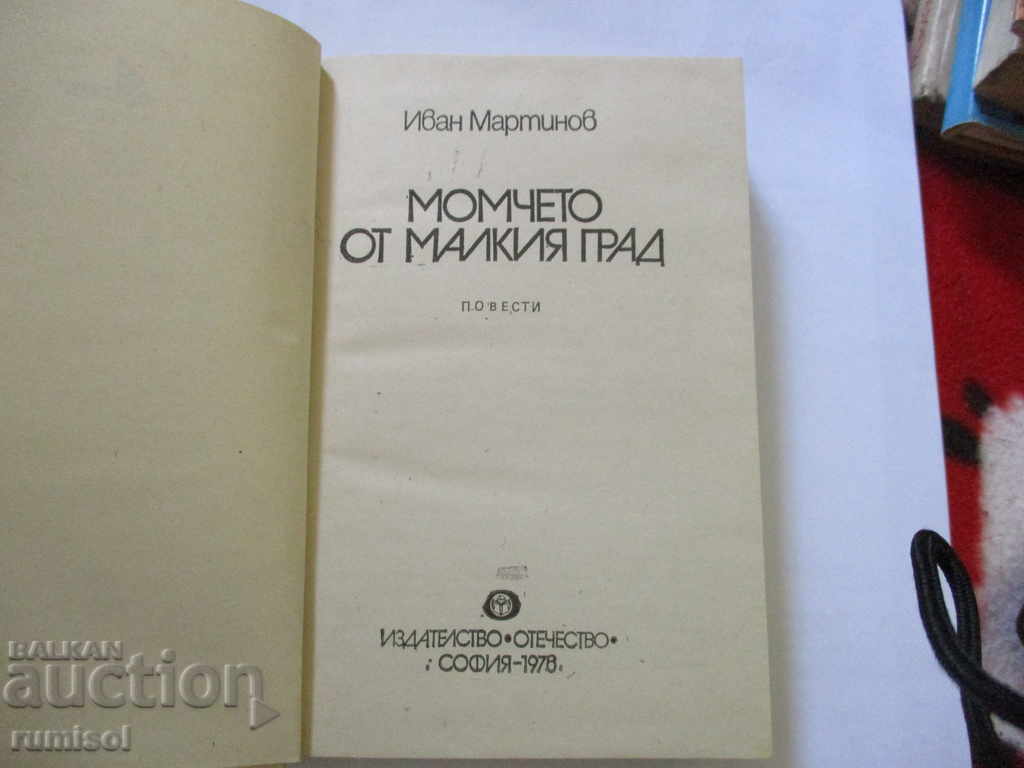 Иван Мартинов
МОМЧЕТО
ОТ МАЛКИЯ ГРАД
ПОВЕСТИ
ИЗДАТЕЛСТВО•ОТЕЧЕСТВО•
СОФИЯ-1978
BALKAN
auction
rumisol